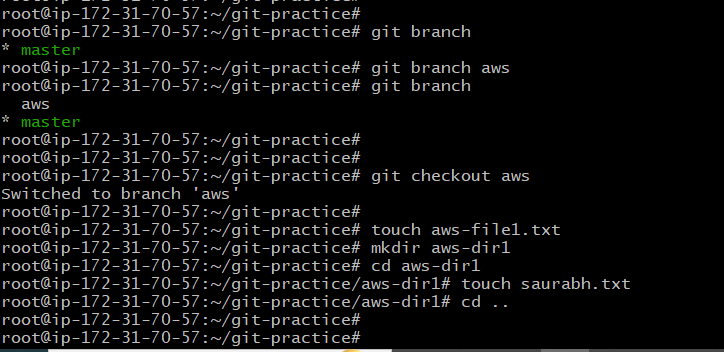 root@ip-172-31-70-57:~/git-practice#
root@ip-172-31-70-57:~/git-practice#
root@ip-172-31-70-57:~/git-practice# git branch
* master
root@ip-172-31-70-57:~/git-practice# git branch aws
root@ip-172-31-70-57:~/git-practice# git branch
  aws
* master
root@ip-172-31-70-57:~/git-practice#
root@ip-172-31-70-57:~/git-practice#
root@ip-172-31-70-57:~/git-practice# git checkout aws
Switched to branch 'aws'
root@ip-172-31-70-57:~/git-practice#
root@ip-172-31-70-57:~/git-practice# touch aws-file1.txt
root@ip-172-31-70-57:~/git-practice# mkdir aws-dir1
root@ip-172-31-70-57:~/git-practice# cd aws-dir1
root@ip-172-31-70-57:~/git-practice/aws-dir1# touch saurabh.txt
root@ip-172-31-70-57:~/git-practice/aws-dir1# cd ..
root@ip-172-31-70-57:~/git-practice#
root@ip-172-31-70-57:~/git-practice#